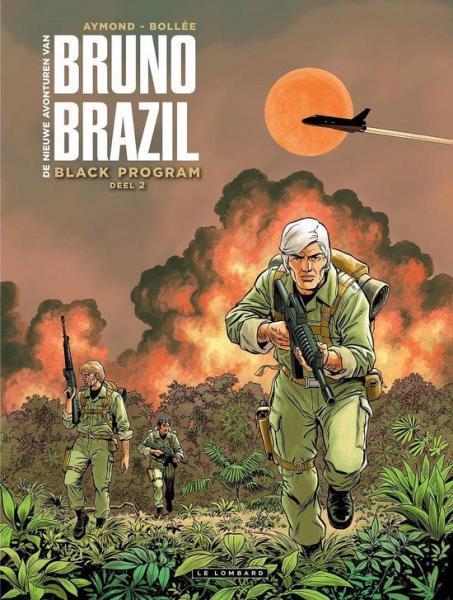 AYMOND - BOLLÉE
DE NIEUWE AVONTUREN VAN
BRUNO
BRAZIL
BLACK PROGRAM
DEEL 2
LE LOMBARD